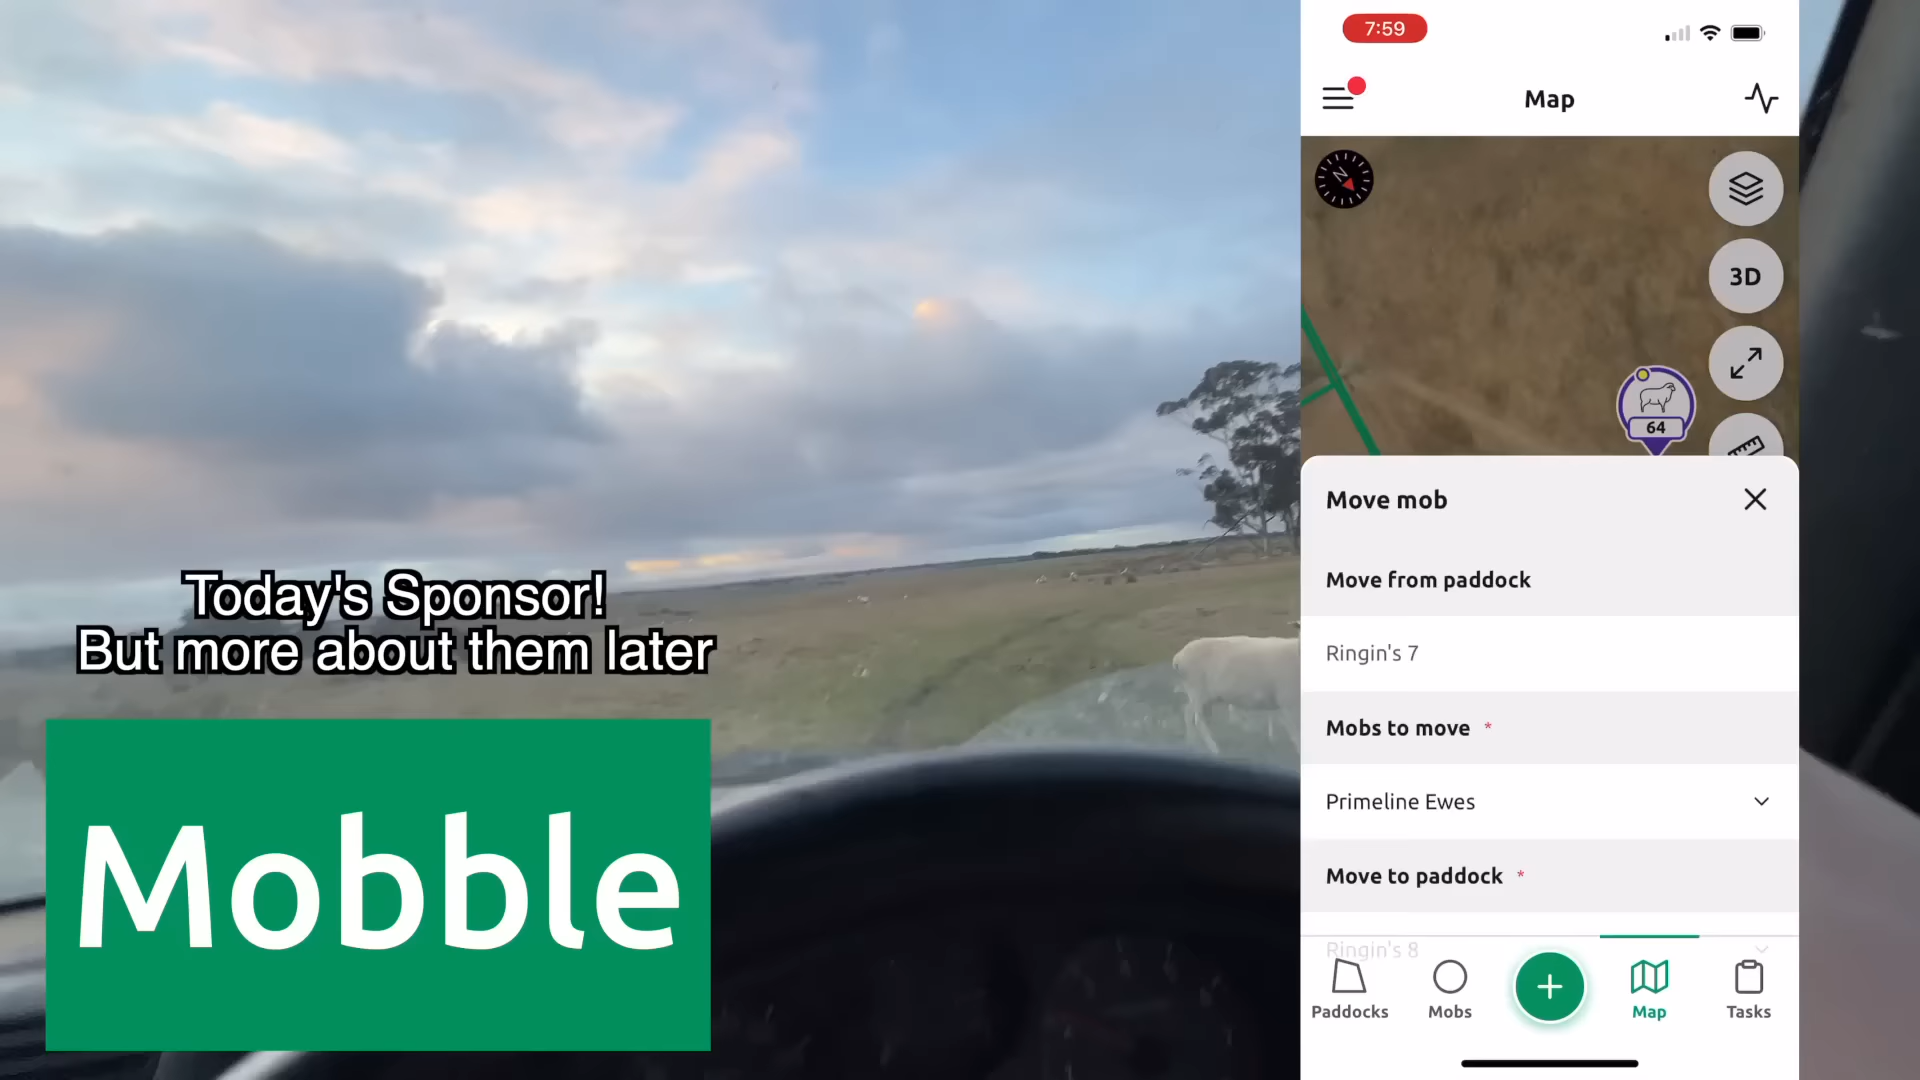 Today's Sponsor!
But more about them later
Mobble
7:59
Map
N
3D
64
Move mob
Move from paddock
Ringin's 7
Mobs to move *
Primeline Ewes
Move to paddock *
Ringin's 8
Paddocks
Mobs
Map
Tasks